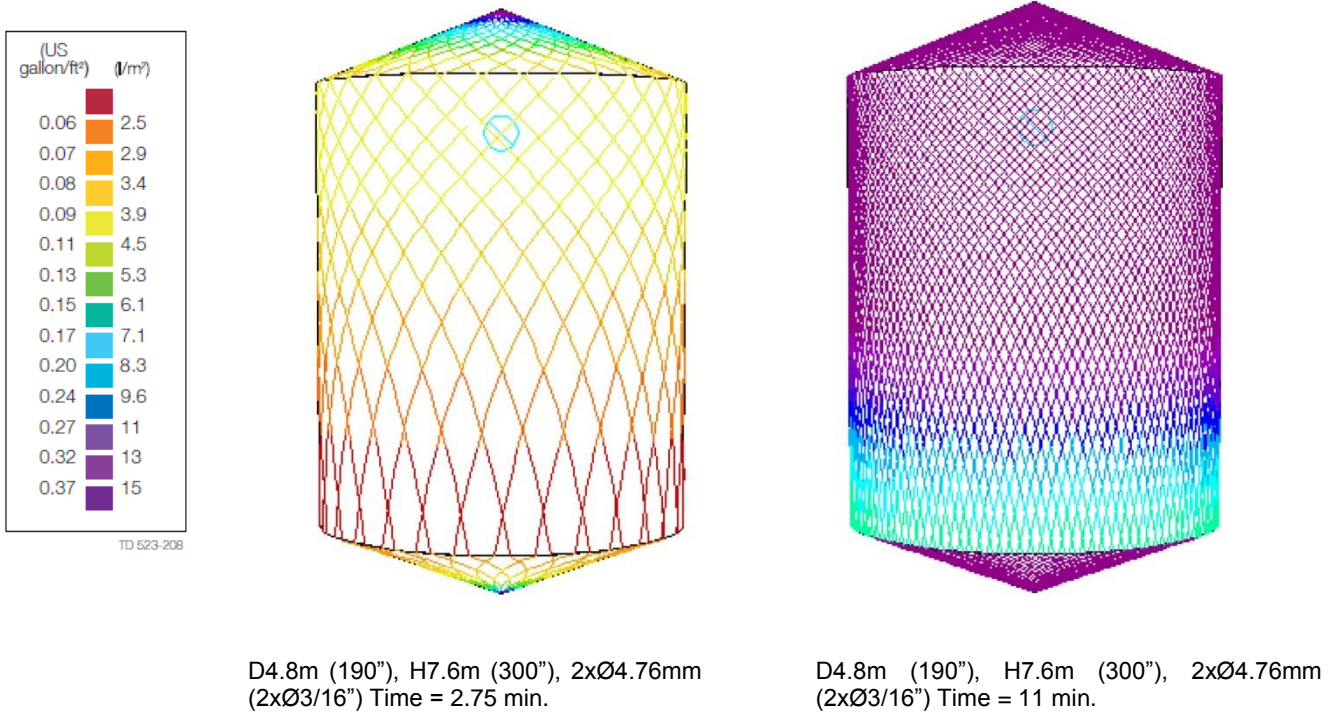 (US
gallon/ft²) (l/m²)
0.06 2.5
0.07 2.9
0.08 3.4
0.09 3.9
0.11 4.5
0.13 5.3
0.15 6.1
0.17 7.1
0.20 8.3
0.24 9.6
0.27 11
0.32 13
0.37 15
TD 523-208
D4.8m (190”), H7.6m (300”), 2xØ4.76mm
(2xØ3/16”) Time = 2.75 min.
D4.8m (190”), H7.6m (300”), 2xØ4.76mm
(2xØ3/16”) Time = 11 min.